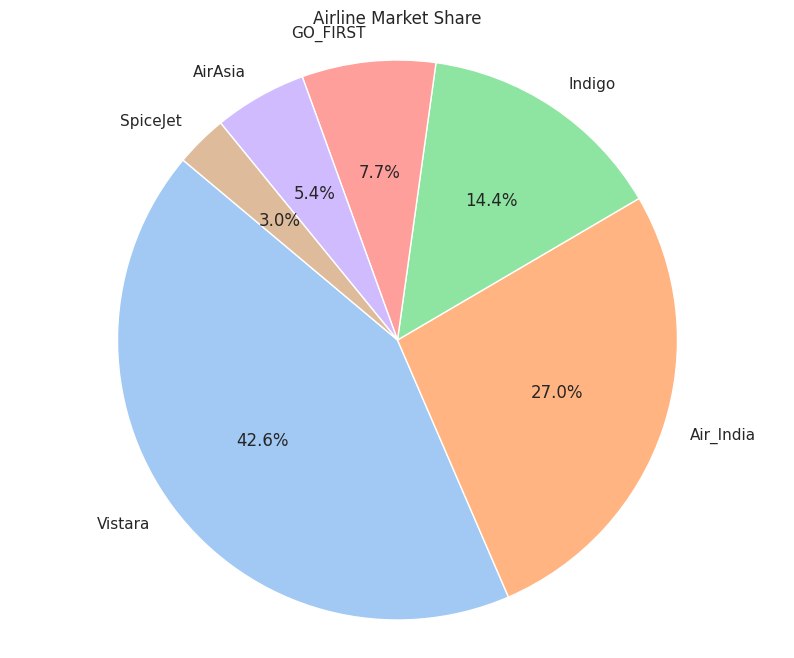 Airline Market Share
GO_FIRST
AirAsia
Indigo
SpiceJet
7.7%
5.4%
14.4%
3.0%
27.0%
Air_India
42.6%
Vistara